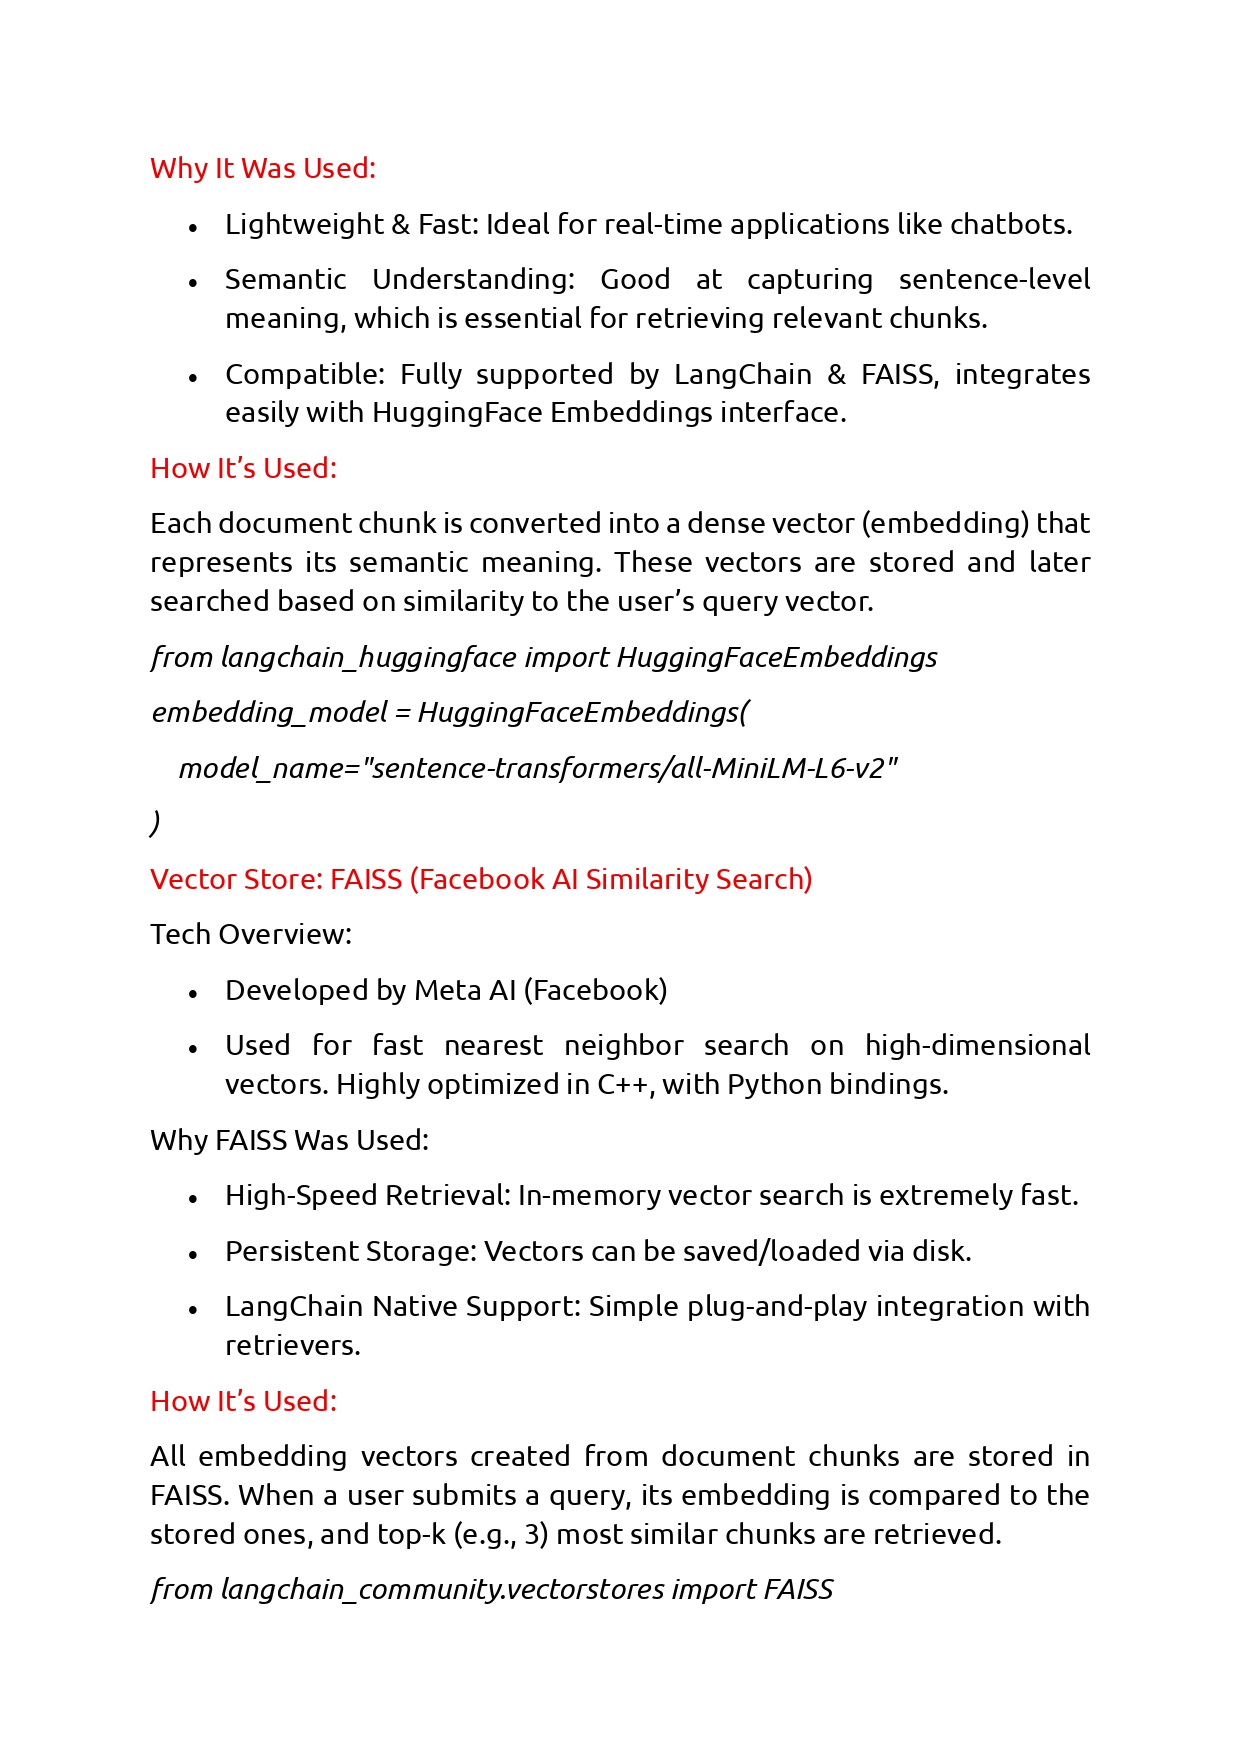 Why It Was Used:
• Lightweight & Fast: Ideal for real-time applications like chatbots.
• Semantic Understanding: Good at capturing sentence-level
meaning, which is essential for retrieving relevant chunks.
• Compatible: Fully supported by LangChain & FAISS, integrates
easily with HuggingFace Embeddings interface.
How It’s Used:
Each document chunk is converted into a dense vector (embedding) that
represents its semantic meaning. These vectors are stored and later
searched based on similarity to the user’s query vector.
from langchain_huggingface import HuggingFaceEmbeddings
embedding_model = HuggingFaceEmbeddings(
model_name="sentence-transformers/all-MiniLM-L6-v2"
)
Vector Store: FAISS (Facebook AI Similarity Search)
Tech Overview:
• Developed by Meta AI (Facebook)
• Used for fast nearest neighbor search on high-dimensional
vectors. Highly optimized in C++, with Python bindings.
Why FAISS Was Used:
• High-Speed Retrieval: In-memory vector search is extremely fast.
• Persistent Storage: Vectors can be saved/loaded via disk.
• LangChain Native Support: Simple plug-and-play integration with
retrievers.
How It’s Used:
All embedding vectors created from document chunks are stored in
FAISS. When a user submits a query, its embedding is compared to the
stored ones, and top-k (e.g., 3) most similar chunks are retrieved.
from langchain_community.vectorstores import FAISS